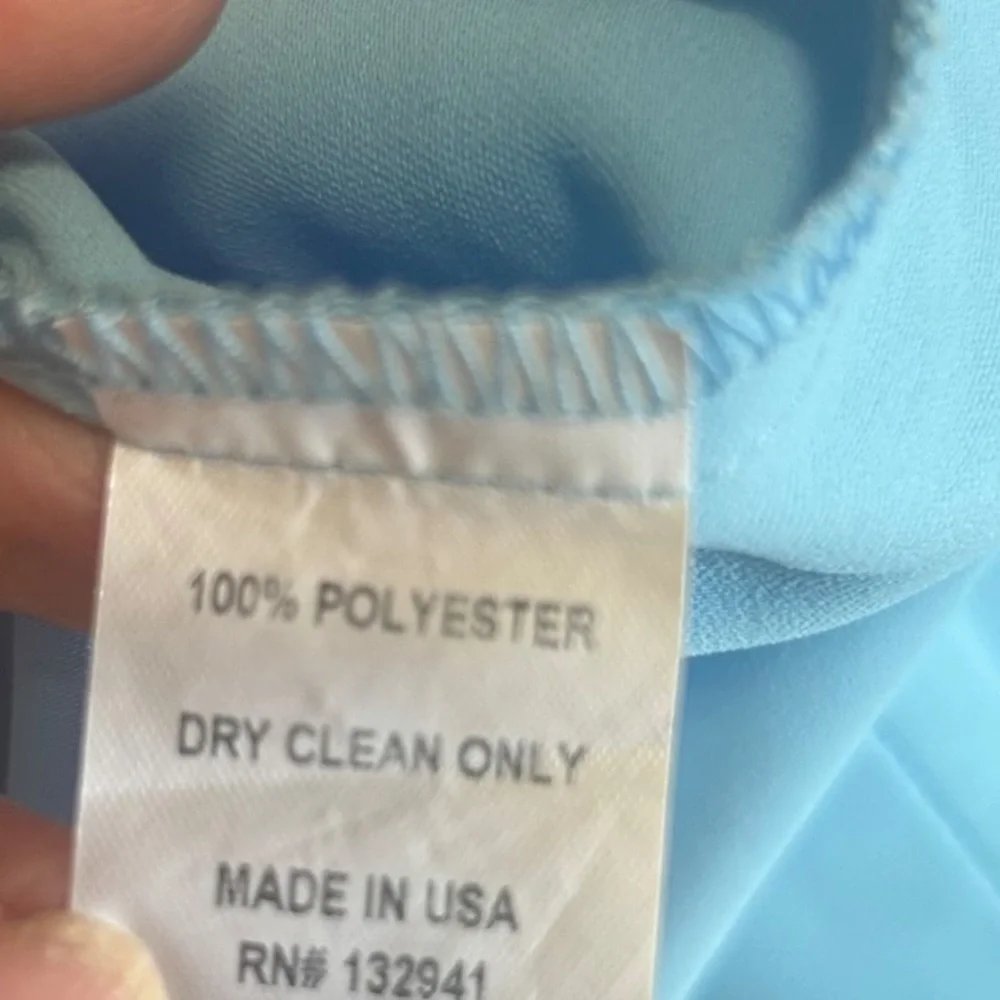 100% POLYESTER
DRY CLEAN ONLY
MADE IN USA
RN# 132941